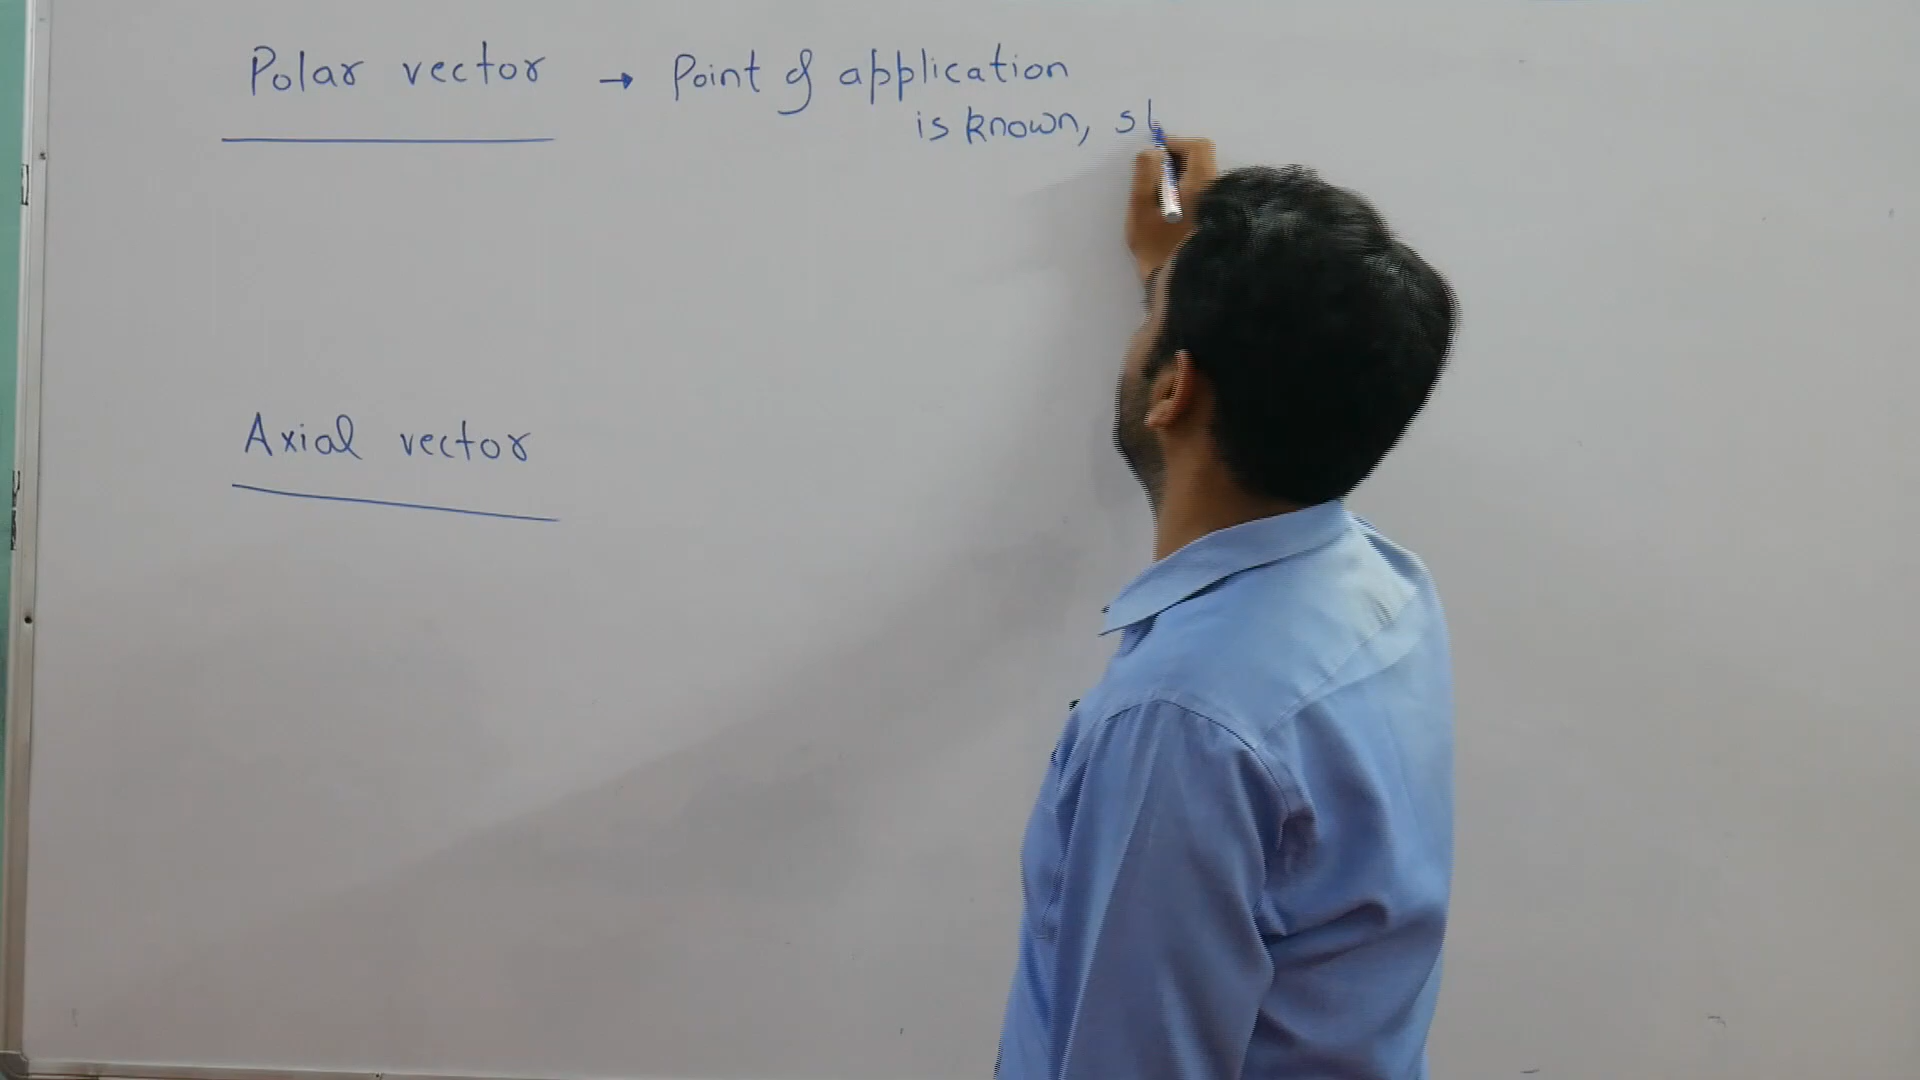 Polar vector → Point of application
is known,
Axial vector